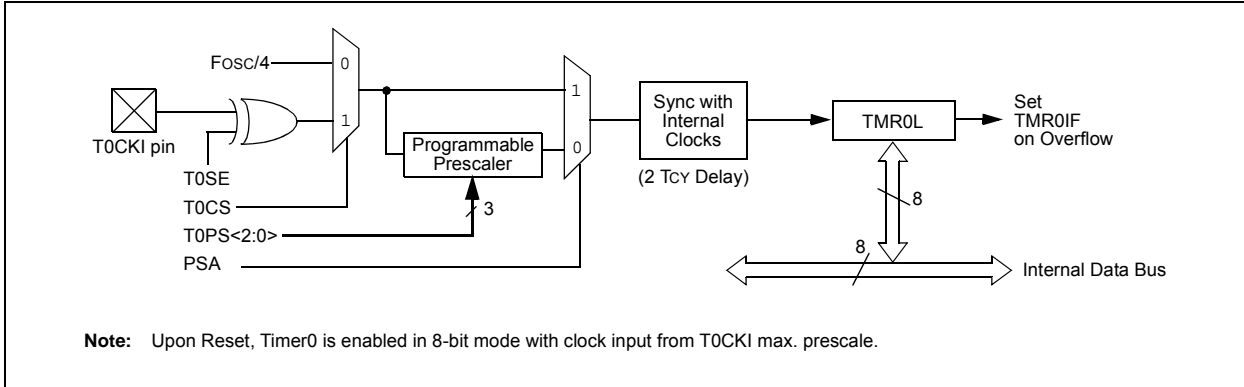 Fosc/4
0
1
T0CKI pin
T0SE
T0CS
T0PS<2:0>
PSA
Programmable
Prescaler
3
1
0
Sync with
Internal
Clocks
(2 TCY Delay)
TMR0L
Set
TMR0IF
on Overflow
8
8
Internal Data Bus
Note: Upon Reset, Timer0 is enabled in 8-bit mode with clock input from T0CKI max. prescale.